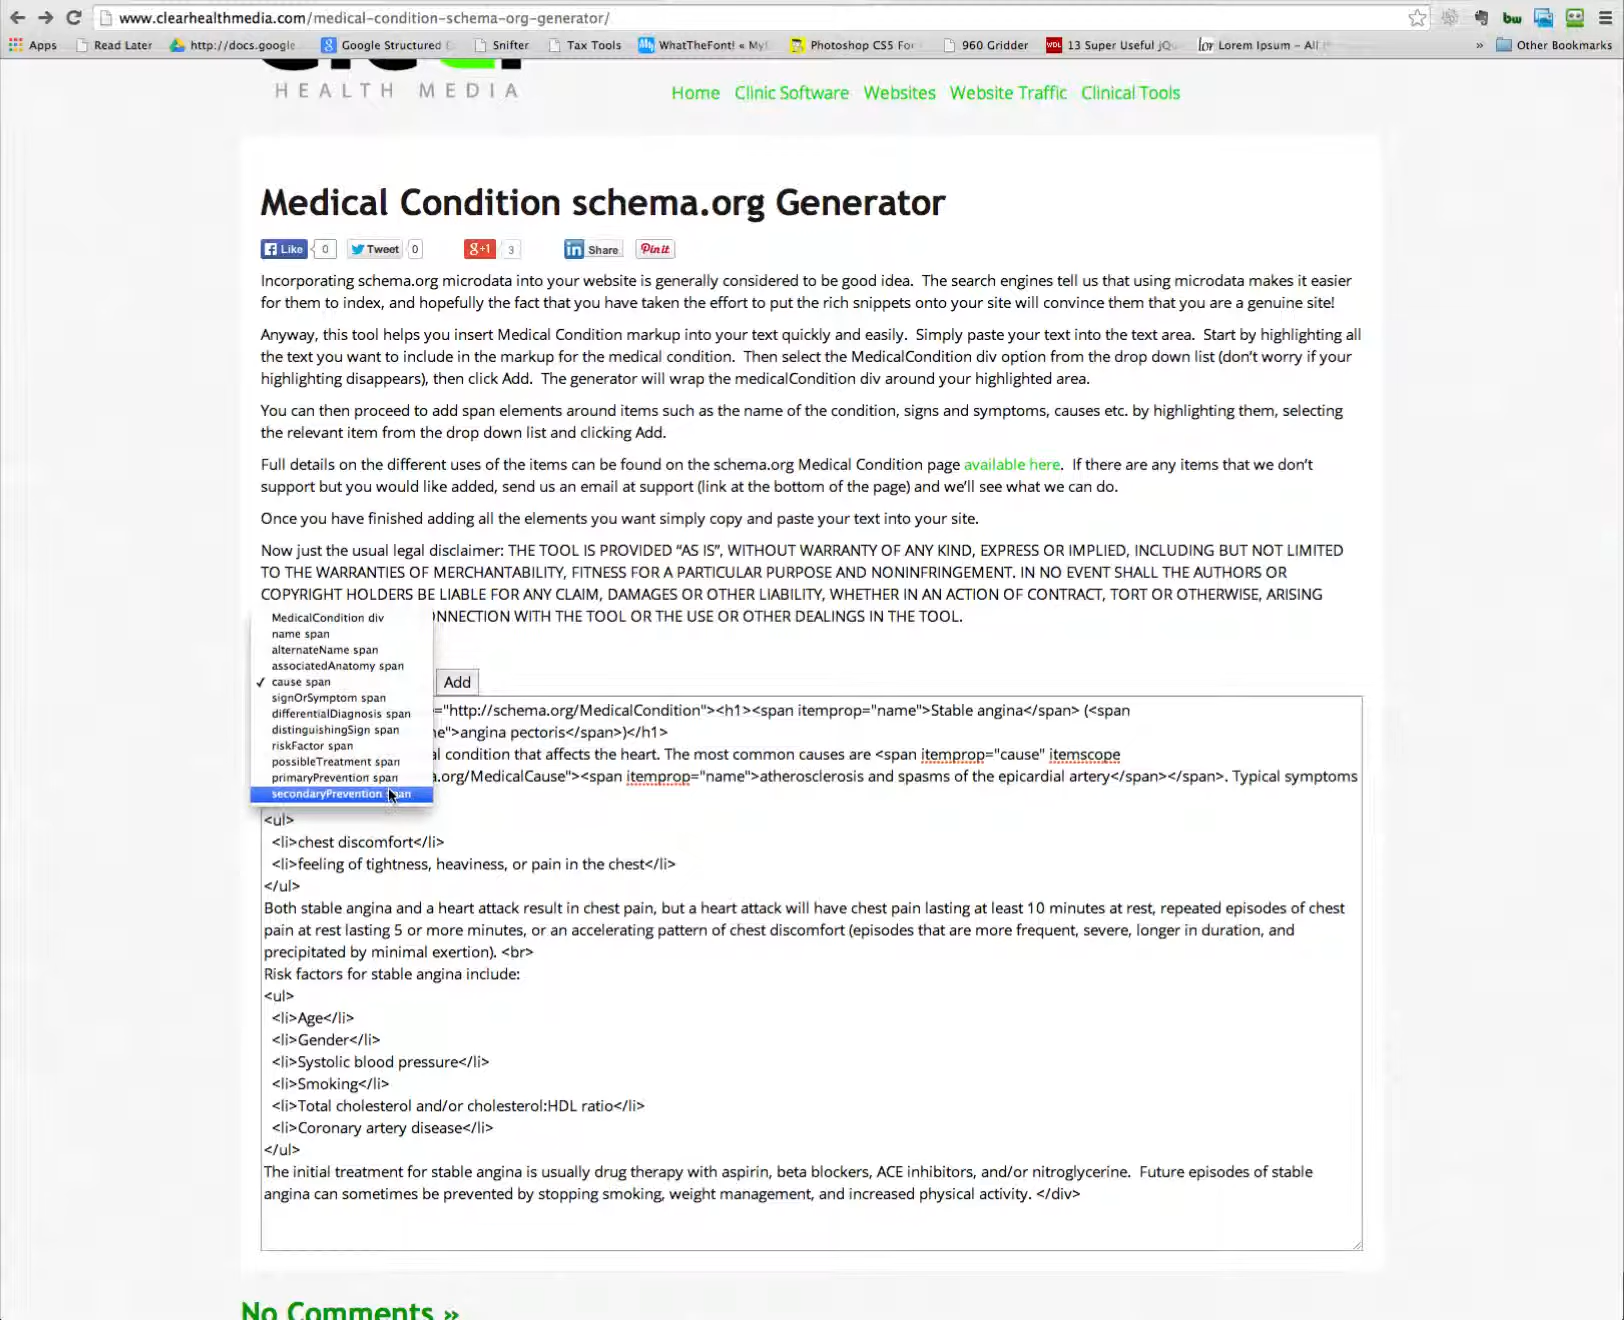 www.clearhealthmedia.com/medical-condition-schema-org-generator/
bw
Apps Read Later http://docs.google Google Structured Snifter Tax Tools WhatTheFont! « My Photoshop CS5 For 960 Gridder 13 Super Useful jQ Lorem Ipsum – All » Other Bookmarks
HEALTH MEDIA
Home Clinic Software Websites Website Traffic Clinical Tools
Medical Condition schema.org Generator
Like 0 Tweet 0 g+1 3 in Share Pin it
Incorporating schema.org microdata into your website is generally considered to be good idea. The search engines tell us that using microdata makes it easier
for them to index, and hopefully the fact that you have taken the effort to put the rich snippets onto your site will convince them that you are a genuine site!
Anyway, this tool helps you insert Medical Condition markup into your text quickly and easily. Simply paste your text into the text area. Start by highlighting all
the text you want to include in the markup for the medical condition. Then select the MedicalCondition div option from the drop down list (don’t worry if your
highlighting disappears), then click Add. The generator will wrap the medicalCondition div around your highlighted area.
You can then proceed to add span elements around items such as the name of the condition, signs and symptoms, causes etc. by highlighting them, selecting
the relevant item from the drop down list and clicking Add.
Full details on the different uses of the items can be found on the schema.org Medical Condition page available here. If there are any items that we don’t
support but you would like added, send us an email at support (link at the bottom of the page) and we’ll see what we can do.
Once you have finished adding all the elements you want simply copy and paste your text into your site.
Now just the usual legal disclaimer: THE TOOL IS PROVIDED “AS IS”, WITHOUT WARRANTY OF ANY KIND, EXPRESS OR IMPLIED, INCLUDING BUT NOT LIMITED
TO THE WARRANTIES OF MERCHANTABILITY, FITNESS FOR A PARTICULAR PURPOSE AND NONINFRINGEMENT. IN NO EVENT SHALL THE AUTHORS OR
COPYRIGHT HOLDERS BE LIABLE FOR ANY CLAIM, DAMAGES OR OTHER LIABILITY, WHETHER IN AN ACTION OF CONTRACT, TORT OR OTHERWISE, ARISING
NNECTION WITH THE TOOL OR THE USE OR OTHER DEALINGS IN THE TOOL.
MedicalCondition div
name span
alternateName span
associatedAnatomy span
✓ cause span
signOrSymptom span
differentialDiagnosis span
distinguishingSign span
riskFactor span
possibleTreatment span
primaryPrevention span
secondaryPrevention span
Add
="http://schema.org/MedicalCondition"><h1><span itemprop="name">Stable angina</span> (<span
ne">angina pectoris</span>)</h1>
al condition that affects the heart. The most common causes are <span itemprop="cause" itemscope
a.org/MedicalCause"><span itemprop="name">atherosclerosis and spasms of the epicardial artery</span></span>. Typical symptoms
<ul>
<li>chest discomfort</li>
<li>feeling of tightness, heaviness, or pain in the chest</li>
</ul>
Both stable angina and a heart attack result in chest pain, but a heart attack will have chest pain lasting at least 10 minutes at rest, repeated episodes of chest
pain at rest lasting 5 or more minutes, or an accelerating pattern of chest discomfort (episodes that are more frequent, severe, longer in duration, and
precipitated by minimal exertion). <br>
Risk factors for stable angina include:
<ul>
<li>Age</li>
<li>Gender</li>
<li>Systolic blood pressure</li>
<li>Smoking</li>
<li>Total cholesterol and/or cholesterol:HDL ratio</li>
<li>Coronary artery disease</li>
</ul>
The initial treatment for stable angina is usually drug therapy with aspirin, beta blockers, ACE inhibitors, and/or nitroglycerine. Future episodes of stable
angina can sometimes be prevented by stopping smoking, weight management, and increased physical activity. </div>
No Comments »